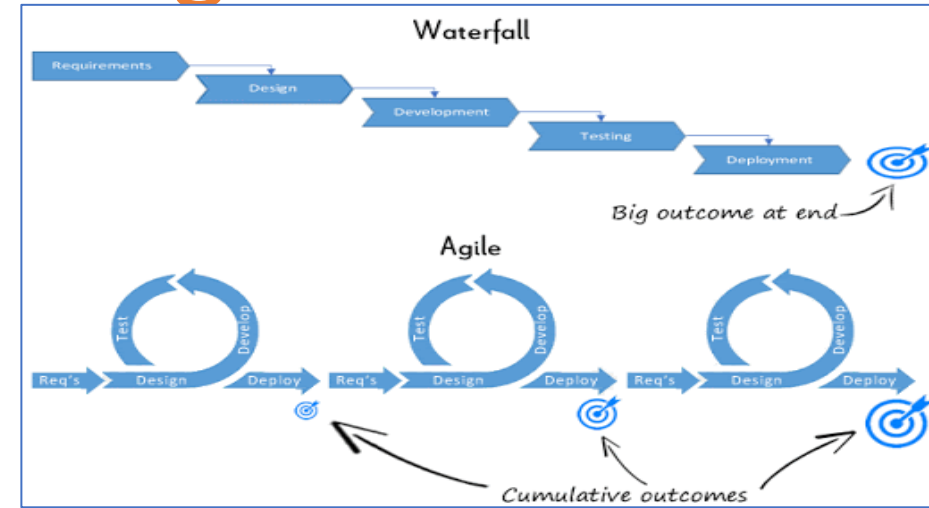 Waterfall
Requirements
Design
Development
Testing
Deployment
Big outcome at end
Agile
Test
Develop
Req's
Design
Deploy
Test
Develop
Req's
Design
Deploy
Test
Develop
Req's
Design
Deploy
Cumulative outcomes